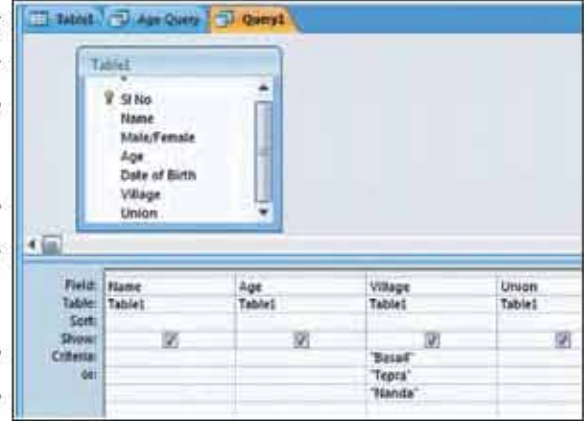 Table1 Age Query Query1
Table1
*
Sl No
Name
Male/Female
Age
Date of Birth
Village
Union
Field: Name Age Village Union
Table: Table1 Table1 Table1 Table1
Sort:
Show:
Criteria: "Basail"
or: "Tepra"
"Nanda"